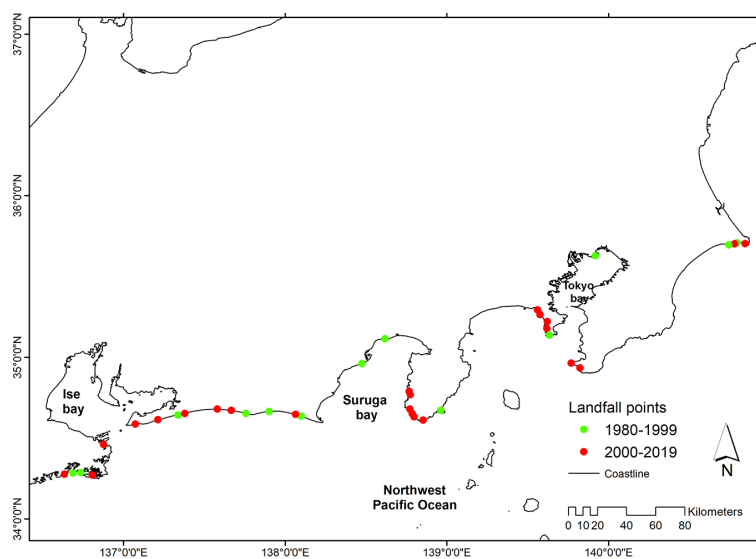 37°0'0"N
36°0'0"N
35°0'0"N
34°0'0"N
Tokyo
bay
Ise
bay
Suruga
bay
Northwest
Pacific Ocean
Landfall points
1980-1999
2000-2019
Coastline
N
Kilometers
0 10 20 40 60 80
137°0'0"E
138°0'0"E
139°0'0"E
140°0'0"E